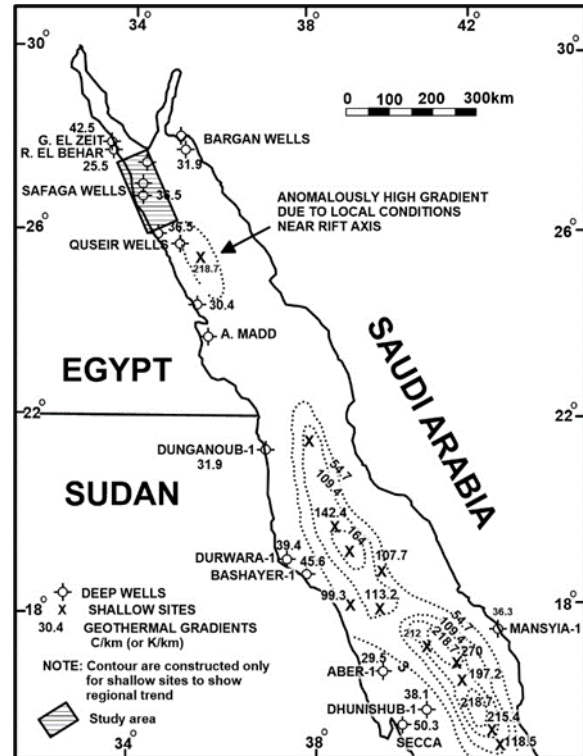 34°
38°
42°
30°
30°
0 100 200 300km
42.5
G. EL ZEIT
R. EL BEHAR
25.5
BARGAN WELLS
31.9
SAFAGA WELLS
36.5
ANOMALOUSLY HIGH GRADIENT
DUE TO LOCAL CONDITIONS
NEAR RIFT AXIS
26°
26°
36.5
QUSEIR WELLS
218.7
30.4
A. MADD
EGYPT
SAUDI ARABIA
22°
22°
DUNGANOUB-1
31.9
SUDAN
54.7
109.4
142.4
164
39.4
DURWARA-1
45.6
BASHAYER-1
107.7
99.3
113.2
18°
18°
DEEP WELLS
X SHALLOW SITES
30.4 GEOTHERMAL GRADIENTS
C/km (or K/km)
NOTE: Contour are constructed only
for shallow sites to show
regional trend
Study area
54.7
109.4
218.7
212
270
36.3
MANSYIA-1
197.2
29.5
ABER-1
38.1
DHUNISHUB-1
50.3
SECCA
218.7
215.4
118.5
34°
38°
42°